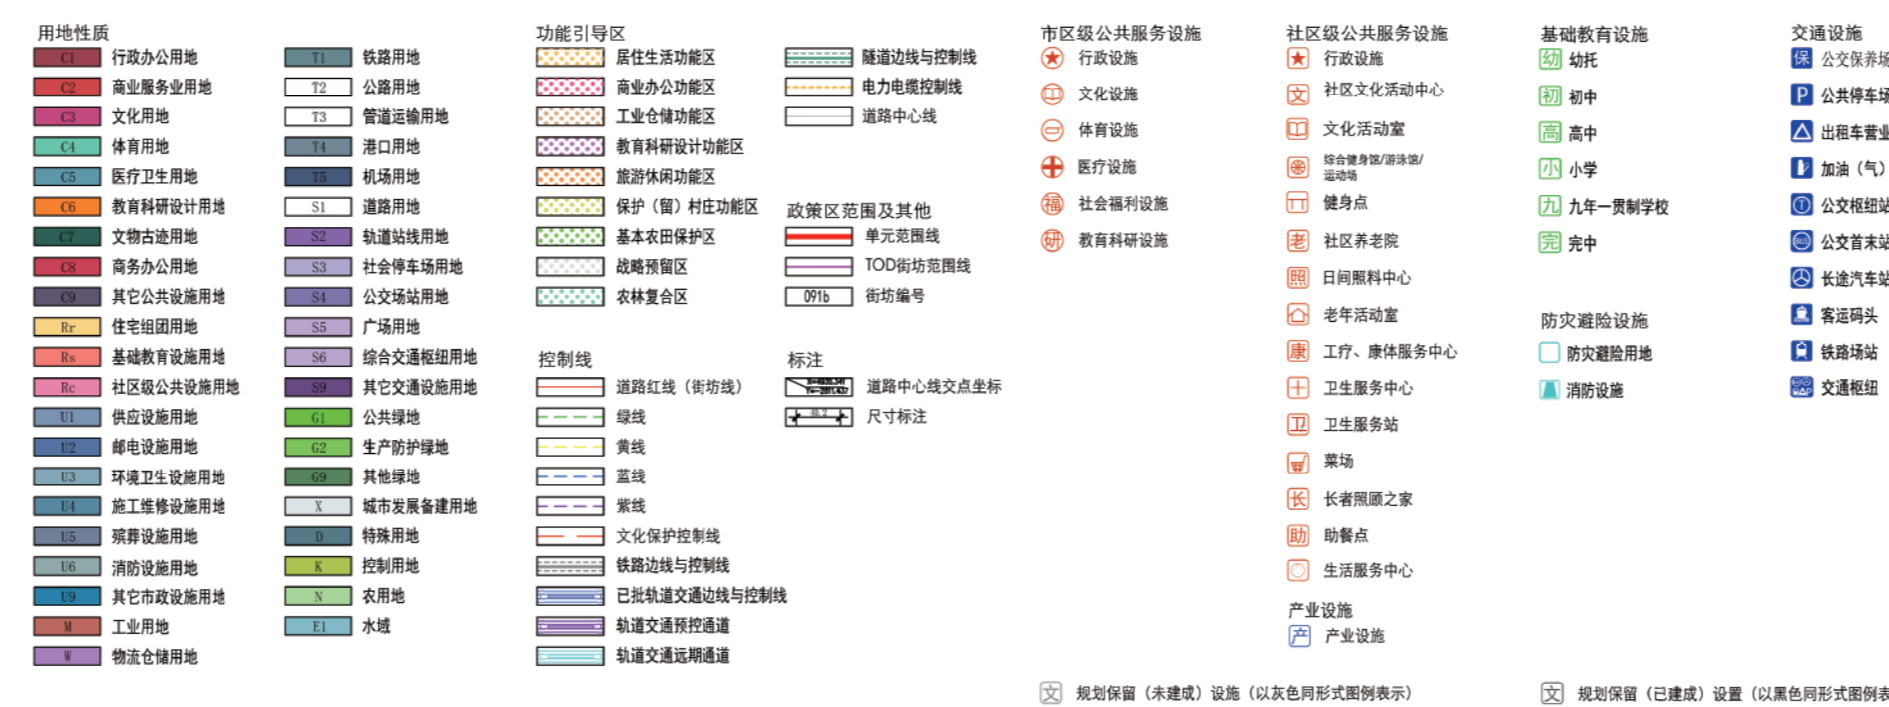 用地性质
C1 行政办公用地
C2 商业服务业用地
C3 文化用地
C4 体育用地
C5 医疗卫生用地
C6 教育科研设计用地
C7 文物古迹用地
C8 商务办公用地
C9 其它公共设施用地
Rr 住宅组团用地
Rs 基础教育设施用地
Rc 社区级公共设施用地
U1 供应设施用地
U2 邮电设施用地
U3 环境卫生设施用地
U4 施工维修设施用地
U5 殡葬设施用地
U6 消防设施用地
U9 其它市政设施用地
M 工业用地
W 物流仓储用地
T1 铁路用地
T2 公路用地
T3 管道运输用地
T4 港口用地
T5 机场用地
S1 道路用地
S2 轨道站线用地
S3 社会停车场用地
S4 公交场站用地
S5 广场用地
S6 综合交通枢纽用地
S9 其它交通设施用地
G1 公共绿地
G2 生产防护绿地
G9 其他绿地
X 城市发展备建用地
D 特殊用地
K 控制用地
N 农用地
E1 水域
功能引导区
居住生活功能区
商业办公功能区
工业仓储功能区
教育科研设计功能区
旅游休闲功能区
保护（留）村庄功能区
基本农田保护区
战略预留区
农林复合区
控制线
道路红线（街坊线）
绿线
黄线
蓝线
紫线
文化保护控制线
铁路边线与控制线
已批轨道交通边线与控制线
轨道交通预控通道
轨道交通远期通道
隧道边线与控制线
电力电缆控制线
道路中心线
政策区范围及其他
单元范围线
TOD街坊范围线
091b 街坊编号
标注
道路中心线交点坐标
尺寸标注
市区级公共服务设施
行政设施
文化设施
体育设施
医疗设施
福 社会福利设施
研 教育科研设施
社区级公共服务设施
行政设施
文 社区文化活动中心
文化活动室
综合健身馆/游泳馆/
运动场
健身点
老 社区养老院
照 日间照料中心
老年活动室
康 工疗、康体服务中心
卫生服务中心
卫 卫生服务站
菜场
长 长者照顾之家
助 助餐点
生活服务中心
产业设施
产 产业设施
文 规划保留（未建成）设施（以灰色同形式图例表示）
基础教育设施
幼 幼托
初 初中
高 高中
小 小学
九 九年一贯制学校
完 完中
防灾避险设施
防灾避险用地
消防设施
文 规划保留（已建成）设置（以黑色同形式图例表
交通设施
保 公交保养场
P 公共停车场
出租车营业
加油（气）
T 公交枢纽站
BUS 公交首末站
长途汽车站
客运码头
铁路场站
交通枢纽